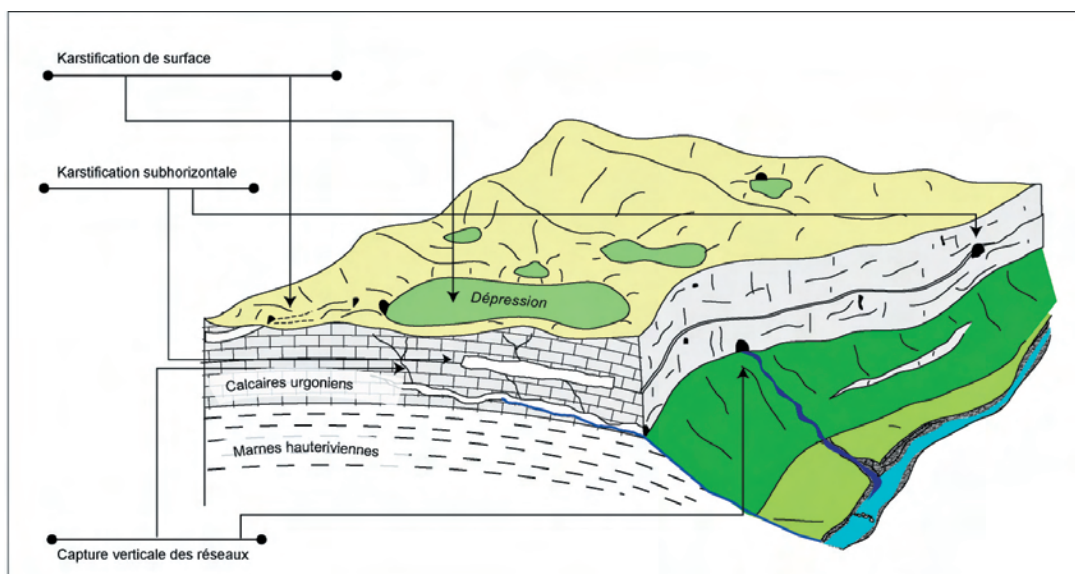 Karstification de surface
Karstification subhorizontale
Dépression
Calcaires urgoniens
Marnes hauteriviennes
Capture verticale des réseaux